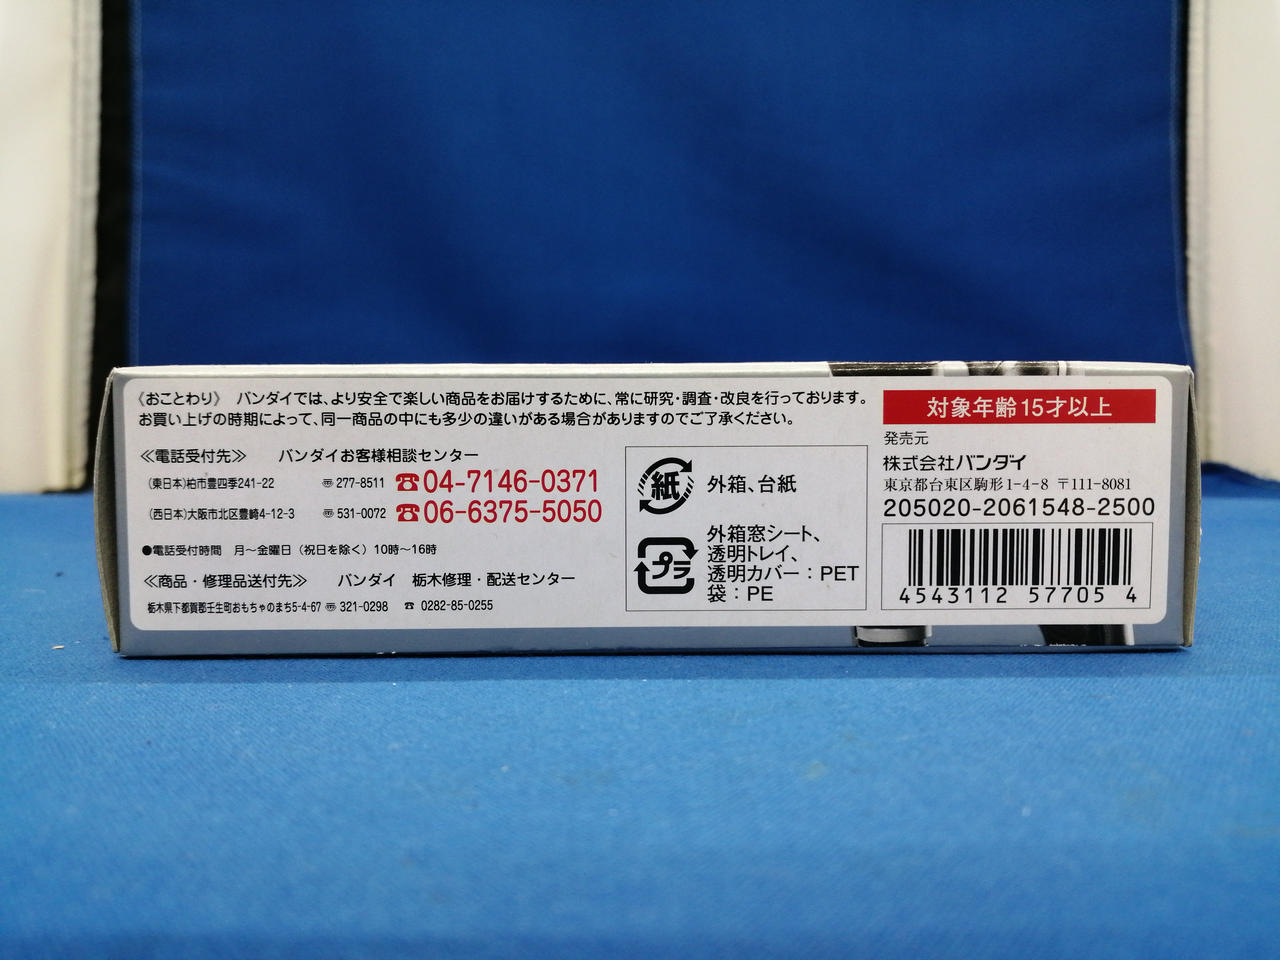 《おことわり》 バンダイでは、より安全で楽しい商品をお届けするために、常に研究・調査・改良を行っております。
お買い上げの時期によって、同一商品の中にも多少の違いがある場合がありますのでご了承ください。
≪電話受付先≫ バンダイお客様相談センター
(東日本)柏市豊四季241-22 〠277-8511 ☎04-7146-0371
(西日本)大阪市北区豊崎4-12-3 〠531-0072 ☎06-6375-5050
●電話受付時間 月〜金曜日(祝日を除く)10時〜16時
≪商品・修理品送付先≫ バンダイ 栃木修理・配送センター
栃木県下都賀郡壬生町おもちゃのまち5-4-67 〠321-0298 ☎ 0282-85-0255
紙 外箱、台紙
プラ 外箱窓シート、
透明トレイ、
透明カバー:PET
袋:PE
対象年齢15才以上
発売元
株式会社バンダイ
東京都台東区駒形1-4-8 〒111-8081
205020-2061548-2500
4543112 57705 4